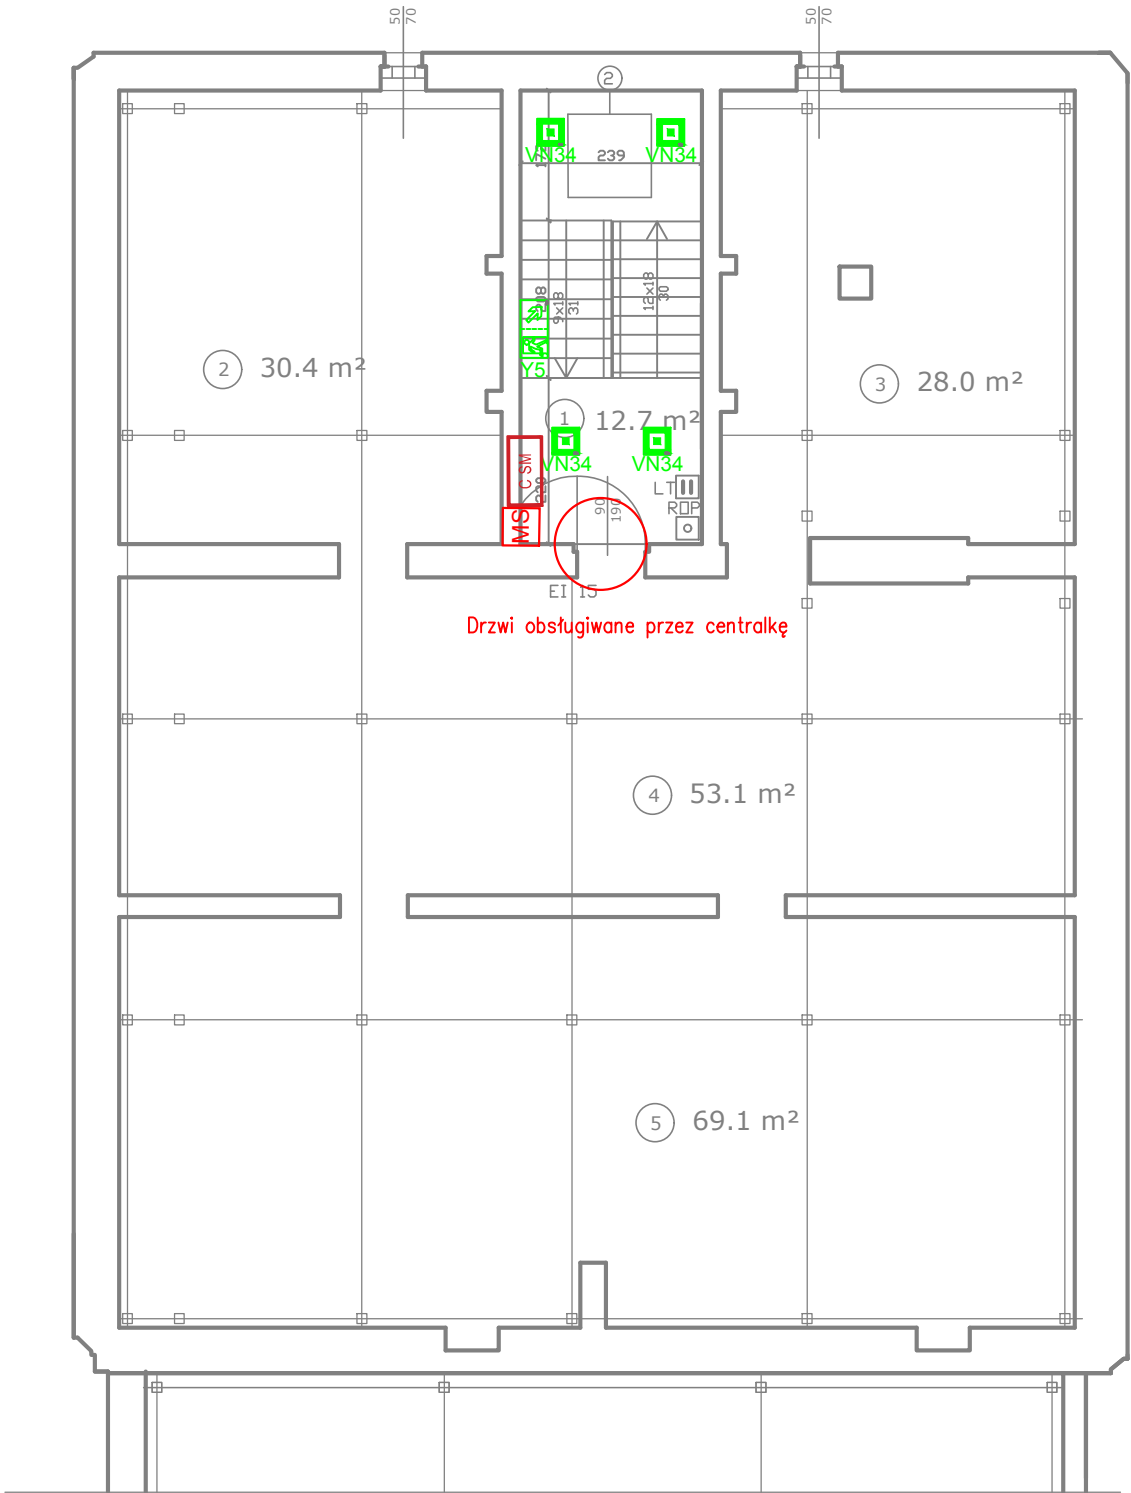 50
70
50
70
2
VN34
VN34
239
208
9x18
31
12x18
30
Y5
2
30.4 m²
3
28.0 m²
1
12.7 m²
VN34
VN34
C SM
229
LT
ROP
90
190
MS
EI 15
Drzwi obsługiwane przez centralkę
4
53.1 m²
5
69.1 m²